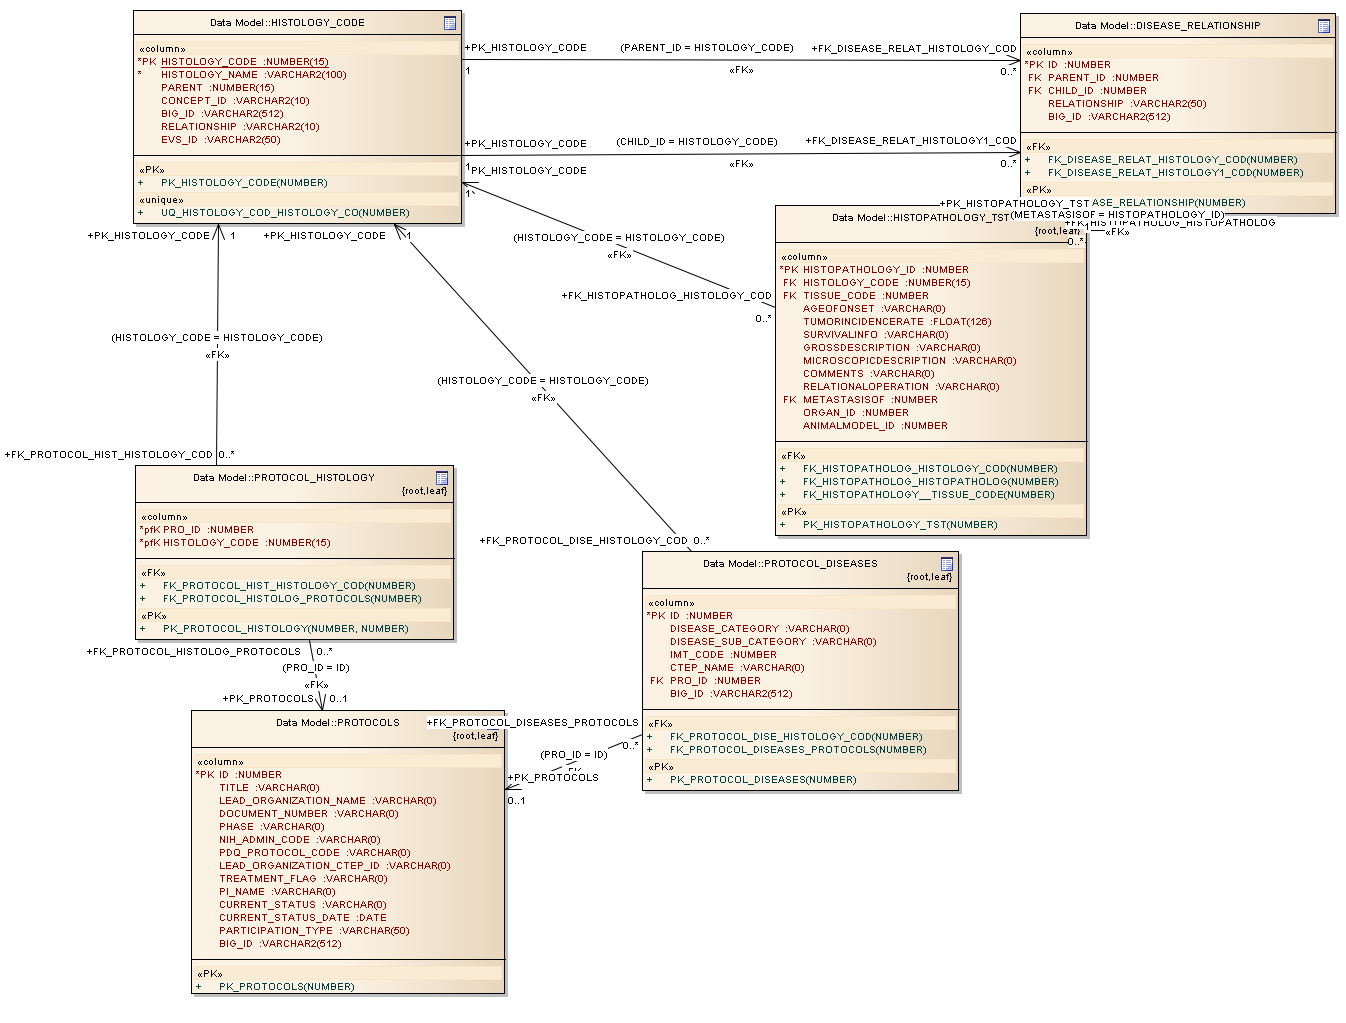 Data Model::HISTOLOGY_CODE
«column»
*PK HISTOLOGY_CODE :NUMBER(15)
* HISTOLOGY_NAME :VARCHAR2(100)
PARENT :NUMBER(15)
CONCEPT_ID :VARCHAR2(10)
BIG_ID :VARCHAR2(512)
RELATIONSHIP :VARCHAR2(10)
EVS_ID :VARCHAR2(50)
«PK»
+ PK_HISTOLOGY_CODE(NUMBER)
«unique»
+ UQ_HISTOLOGY_COD_HISTOLOGY_CO(NUMBER)
+PK_HISTOLOGY_CODE
(PARENT_ID = HISTOLOGY_CODE)
+FK_DISEASE_RELAT_HISTOLOGY_COD
1
«FK»
0..*
+PK_HISTOLOGY_CODE
(CHILD_ID = HISTOLOGY_CODE)
+FK_DISEASE_RELAT_HISTOLOGY1_COD
1
«FK»
0..*
Data Model::DISEASE_RELATIONSHIP
«column»
*PK ID :NUMBER
FK PARENT_ID :NUMBER
FK CHILD_ID :NUMBER
RELATIONSHIP :VARCHAR2(50)
BIG_ID :VARCHAR2(512)
«FK»
+ FK_DISEASE_RELAT_HISTOLOGY_COD(NUMBER)
+ FK_DISEASE_RELAT_HISTOLOGY1_COD(NUMBER)
«PK»
ASE_RELATIONSHIP(NUMBER)
+PK_HISTOPATHOLOGY_TST
(METASTASISOF = HISTOPATHOLOGY_ID)
+FK_HISTOPATHOLOG_HISTOPATHOLOG
1
«FK»
0..*
+PK_HISTOLOGY_CODE
1
(HISTOLOGY_CODE = HISTOLOGY_CODE)
«FK»
+FK_HISTOPATHOLOG_HISTOLOGY_COD
0..*
Data Model::HISTOPATHOLOGY_TST
{root,leaf}
«column»
*PK HISTOPATHOLOGY_ID :NUMBER
FK HISTOLOGY_CODE :NUMBER(15)
FK TISSUE_CODE :NUMBER
AGEOFONSET :VARCHAR(0)
TUMORINCIDENCERATE :FLOAT(126)
SURVIVALINFO :VARCHAR(0)
GROSSDESCRIPTION :VARCHAR(0)
MICROSCOPICDESCRIPTION :VARCHAR(0)
COMMENTS :VARCHAR(0)
RELATIONALOPERATION :VARCHAR(0)
FK METASTASISOF :NUMBER
ORGAN_ID :NUMBER
ANIMALMODEL_ID :NUMBER
«FK»
+ FK_HISTOPATHOLOG_HISTOLOGY_COD(NUMBER)
+ FK_HISTOPATHOLOG_HISTOPATHOLOG(NUMBER)
+ FK_HISTOPATHOLOGY__TISSUE_CODE(NUMBER)
«PK»
+ PK_HISTOPATHOLOGY_TST(NUMBER)
+PK_HISTOLOGY_CODE 1
+PK_HISTOLOGY_CODE 1
(HISTOLOGY_CODE = HISTOLOGY_CODE)
«FK»
+FK_PROTOCOL_HIST_HISTOLOGY_COD 0..*
(HISTOLOGY_CODE = HISTOLOGY_CODE)
«FK»
+FK_PROTOCOL_DISE_HISTOLOGY_COD 0..*
Data Model::PROTOCOL_HISTOLOGY
{root,leaf}
«column»
*pfK PRO_ID :NUMBER
*pfK HISTOLOGY_CODE :NUMBER(15)
«FK»
+ FK_PROTOCOL_HIST_HISTOLOGY_COD(NUMBER)
+ FK_PROTOCOL_HISTOLOG_PROTOCOLS(NUMBER)
«PK»
+ PK_PROTOCOL_HISTOLOGY(NUMBER, NUMBER)
+FK_PROTOCOL_HISTOLOG_PROTOCOLS 0..*
(PRO_ID = ID)
«FK»
+PK_PROTOCOLS 0..1
Data Model::PROTOCOL_DISEASES
{root,leaf}
«column»
*PK ID :NUMBER
DISEASE_CATEGORY :VARCHAR(0)
DISEASE_SUB_CATEGORY :VARCHAR(0)
IMT_CODE :NUMBER
CTEP_NAME :VARCHAR(0)
FK PRO_ID :NUMBER
BIG_ID :VARCHAR2(512)
«FK»
+ FK_PROTOCOL_DISE_HISTOLOGY_COD(NUMBER)
+ FK_PROTOCOL_DISEASES_PROTOCOLS(NUMBER)
«PK»
+ PK_PROTOCOL_DISEASES(NUMBER)
+FK_PROTOCOL_DISEASES_PROTOCOLS
0..*
(PRO_ID = ID)
+PK_PROTOCOLS
0..1
Data Model::PROTOCOLS
{root,leaf}
«column»
*PK ID :NUMBER
TITLE :VARCHAR(0)
LEAD_ORGANIZATION_NAME :VARCHAR(0)
DOCUMENT_NUMBER :VARCHAR(0)
PHASE :VARCHAR(0)
NIH_ADMIN_CODE :VARCHAR(0)
PDQ_PROTOCOL_CODE :VARCHAR(0)
LEAD_ORGANIZATION_CTEP_ID :VARCHAR(0)
TREATMENT_FLAG :VARCHAR(0)
PI_NAME :VARCHAR(0)
CURRENT_STATUS :VARCHAR(0)
CURRENT_STATUS_DATE :DATE
PARTICIPATION_TYPE :VARCHAR(50)
BIG_ID :VARCHAR2(512)
«PK»
+ PK_PROTOCOLS(NUMBER)